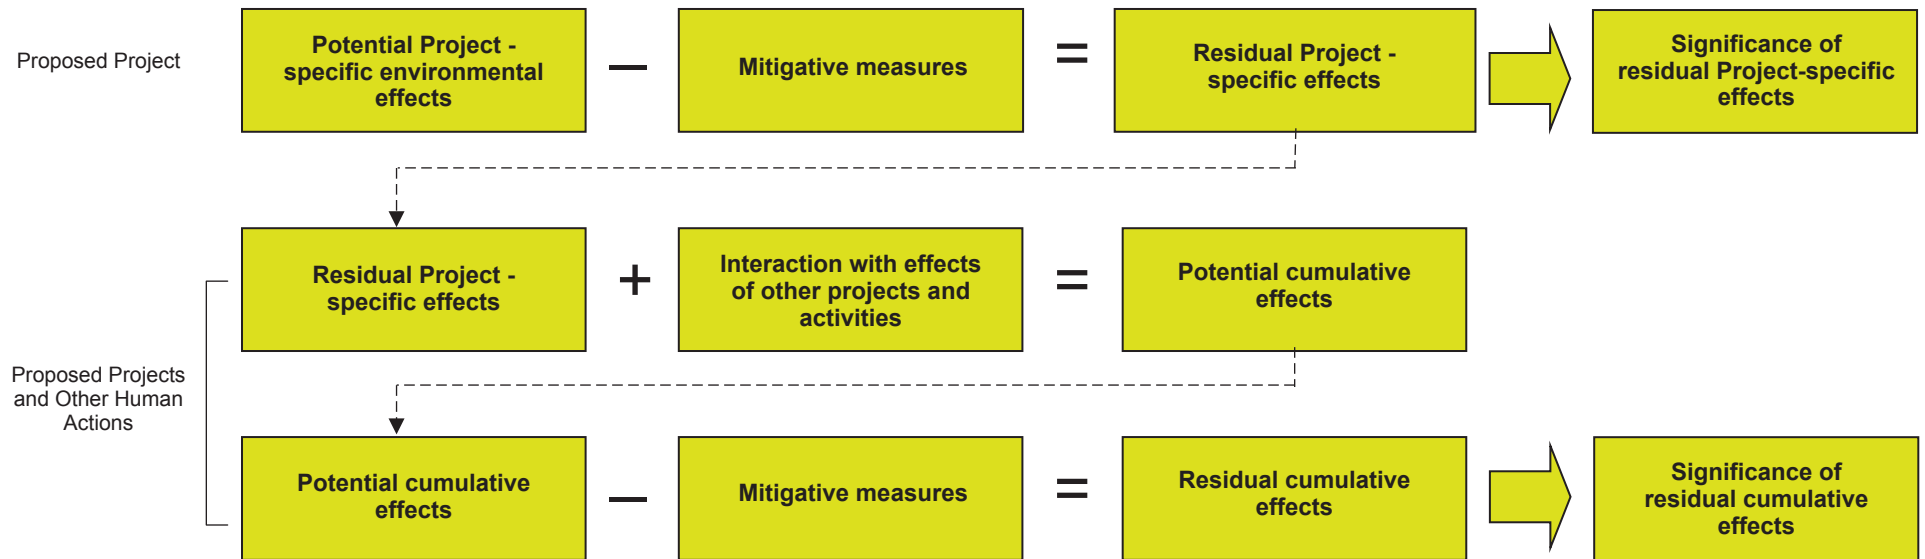 Proposed Project
Potential Project -
specific environmental
effects
—
Mitigative measures
=
Residual Project -
specific effects
Significance of
residual Project-specific
effects
Proposed Projects
and Other Human
Actions
Residual Project -
specific effects
+
Interaction with effects
of other projects and
activities
=
Potential cumulative
effects
Potential cumulative
effects
—
Mitigative measures
=
Residual cumulative
effects
Significance of
residual cumulative
effects